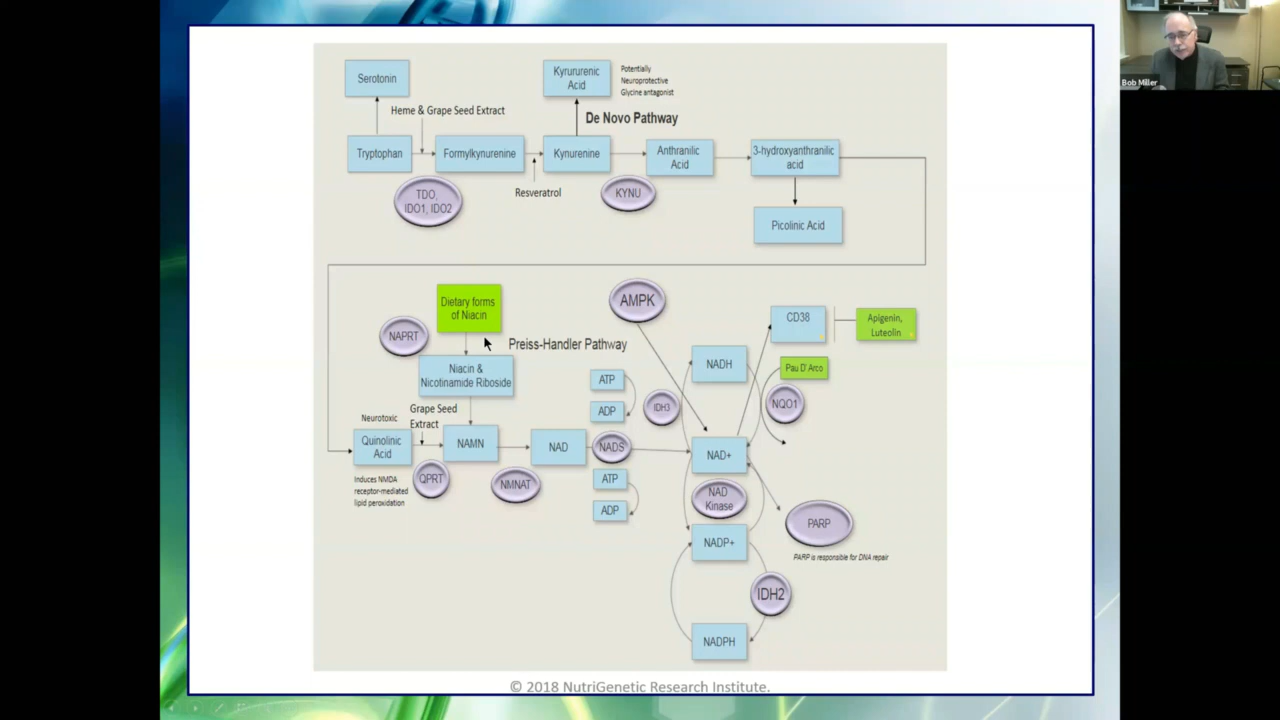 Bob Miller
Serotonin
Kyrururenic
Acid
Potentially
Neuroprotective
Glycine antagonist
Heme & Grape Seed Extract
De Novo Pathway
Tryptophan
Formylkynurenine
Kynurenine
Anthranilic
Acid
3-hydroxyanthranilic
acid
TDO,
IDO1, IDO2
Resveratrol
KYNU
Picolinic Acid
Dietary forms
of Niacin
AMPK
CD38
Apigenin,
Luteolin
NAPRT
Preiss-Handler Pathway
Niacin &
Nicotinamide Riboside
ATP
ADP
IDH3
NADH
Pau D' Arco
NQO1
Neurotoxic
Grape Seed
Extract
Quinolinic
Acid
NAMN
NAD
NADS
NAD+
Induces NMDA
receptor-mediated
lipid peroxidation
QPRT
NMNAT
ATP
ADP
NAD
Kinase
PARP
NADP+
PARP is responsible for DNA repair
IDH2
NADPH
© 2018 NutriGenetic Research Institute.